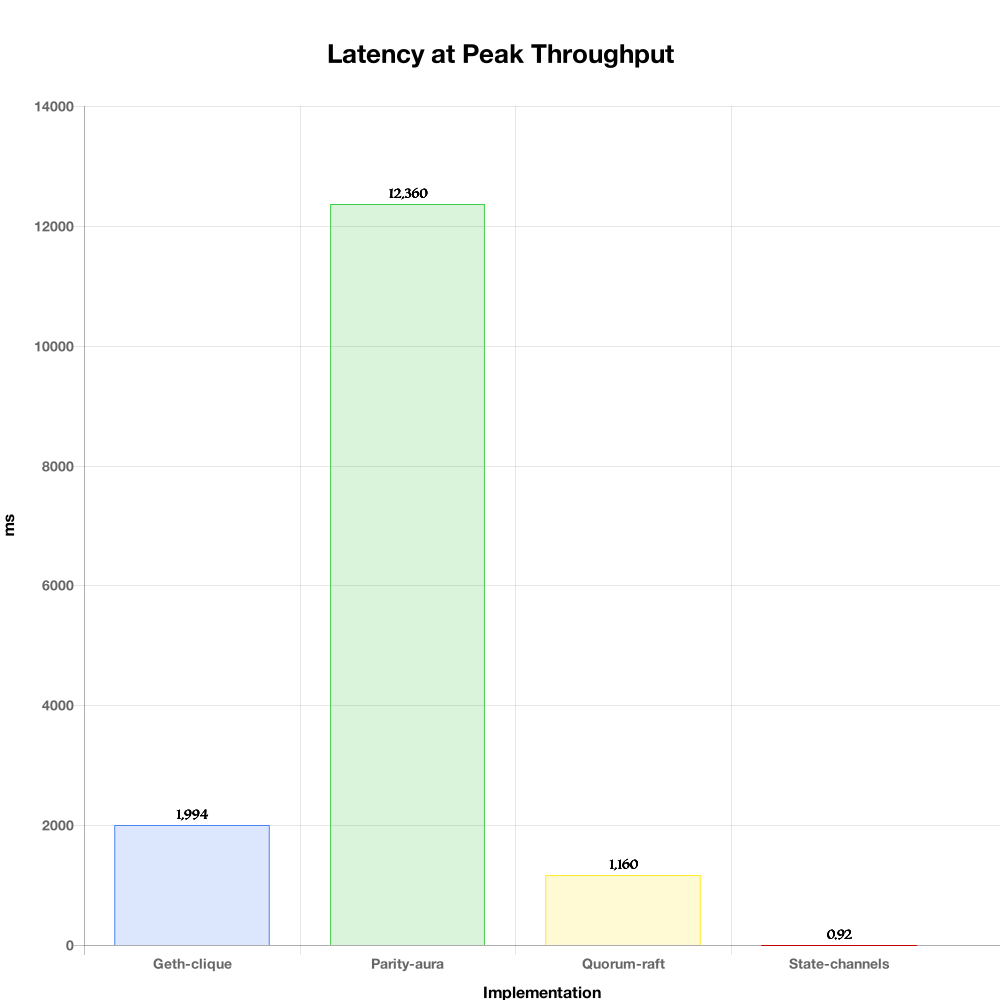 Latency at Peak Throughput
14000
12000
10000
8000
6000
4000
2000
0
ms
1,994
12,360
1,160
0.92
Geth-clique
Parity-aura
Quorum-raft
State-channels
Implementation